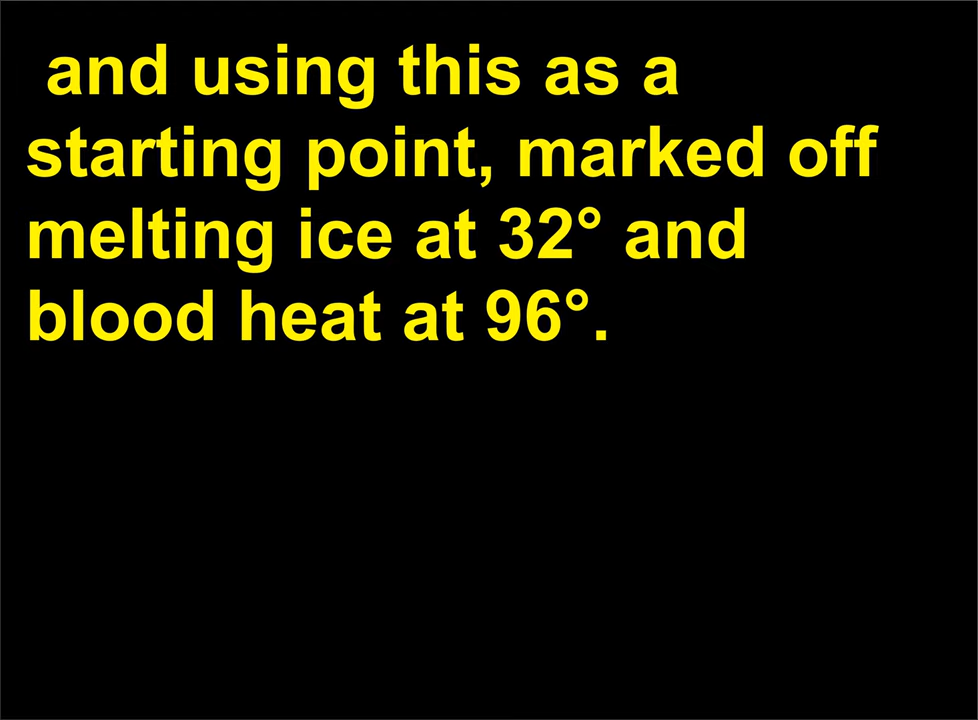 and using this as a
starting point, marked off
melting ice at 32° and
blood heat at 96°.